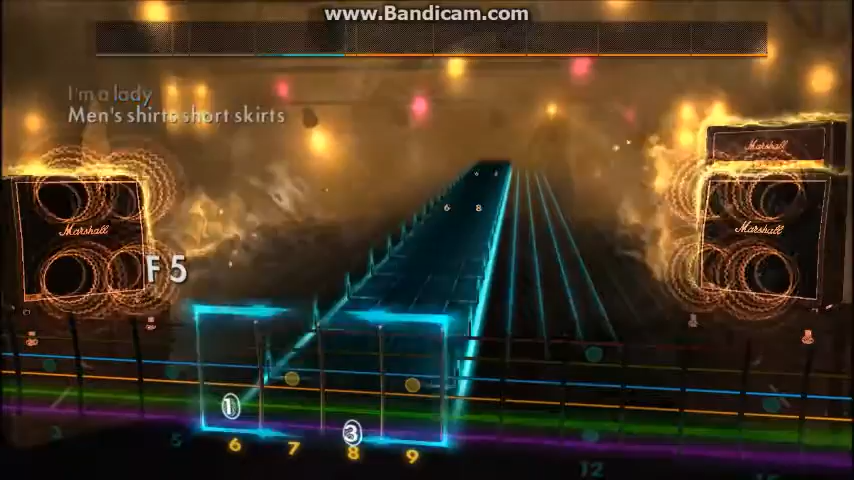 www.Bandicam.com
I'm a lady
Men's shirts short skirts
Marshall
Marshall
Marshall
6 8
F5
1
3
5 6 7 8 9 12